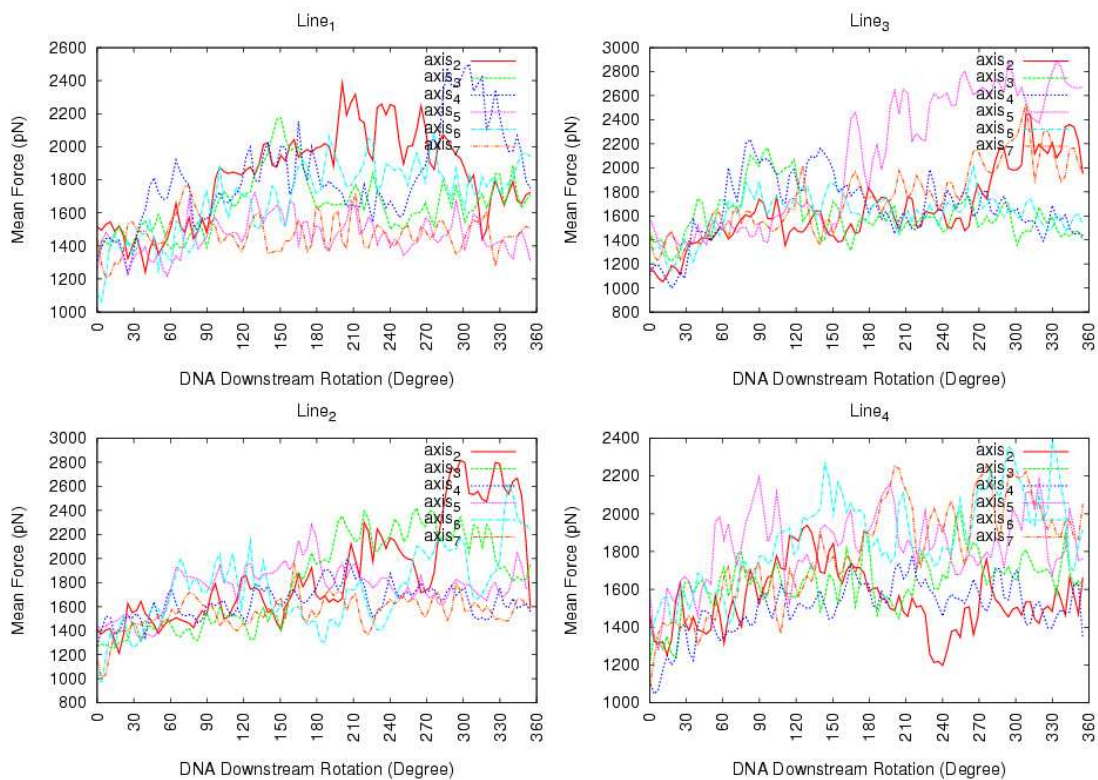 Line1
Mean Force (pN)
2600
2400
2200
2000
1800
1600
1400
1200
1000
axis2
axis3
axis4
axis5
axis6
axis7
0
30
60
90
120
150
180
210
240
270
300
330
360
DNA Downstream Rotation (Degree)
Line3
Mean Force (pN)
3000
2800
2600
2400
2200
2000
1800
1600
1400
1200
1000
800
axis2
axis3
axis4
axis5
axis6
axis7
0
30
60
90
120
150
180
210
240
270
300
330
360
DNA Downstream Rotation (Degree)
Line2
Mean Force (pN)
3000
2800
2600
2400
2200
2000
1800
1600
1400
1200
1000
800
axis2
axis3
axis4
axis5
axis6
axis7
0
30
60
90
120
150
180
210
240
270
300
330
360
DNA Downstream Rotation (Degree)
Line4
Mean Force (pN)
2400
2200
2000
1800
1600
1400
1200
1000
axis2
axis3
axis4
axis5
axis6
axis7
0
30
60
90
120
150
180
210
240
270
300
330
360
DNA Downstream Rotation (Degree)